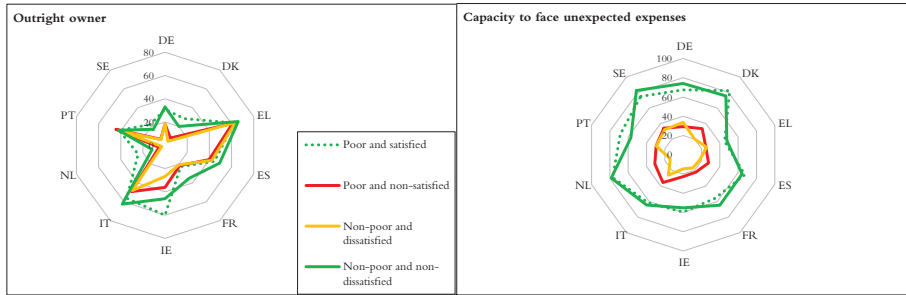 Outright owner
DE
80
60
40
20
0
DK
EL
ES
FR
IE
IT
NL
PT
SE
Poor and satisfied
Poor and non-satisfied
Non-poor and
dissatisfied
Non-poor and non-
dissatisfied
Capacity to face unexpected expenses
DE
100
80
60
40
20
0
DK
EL
ES
FR
IE
IT
NL
PT
SE